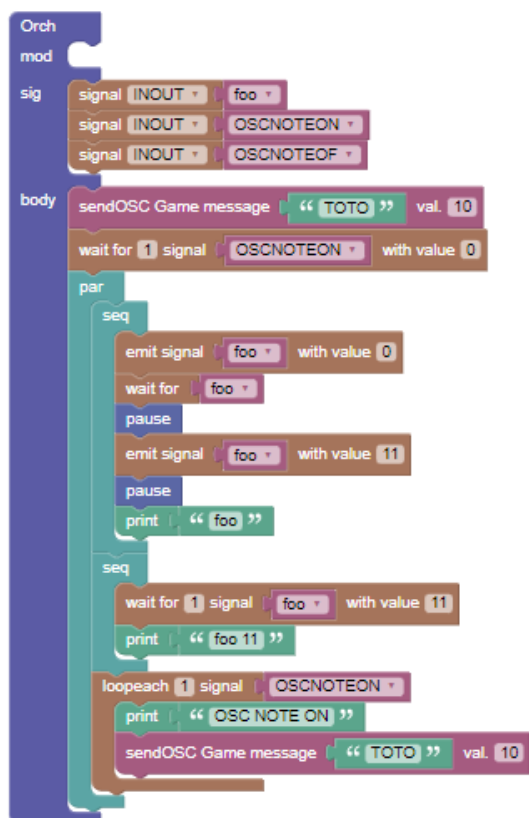 Orch
mod
sig signal INOUT foo
signal INOUT OSCNOTEON
signal INOUT OSCNOTEOF
body sendOSC Game message “ TOTO ” val. 10
wait for 1 signal OSCNOTEON with value 0
par
seq
emit signal foo with value 0
wait for foo
pause
emit signal foo with value 11
pause
print “ foo ”
seq
wait for 1 signal foo with value 11
print “ foo 11 ”
loopeach 1 signal OSCNOTEON
print “ OSC NOTE ON ”
sendOSC Game message “ TOTO ” val. 10